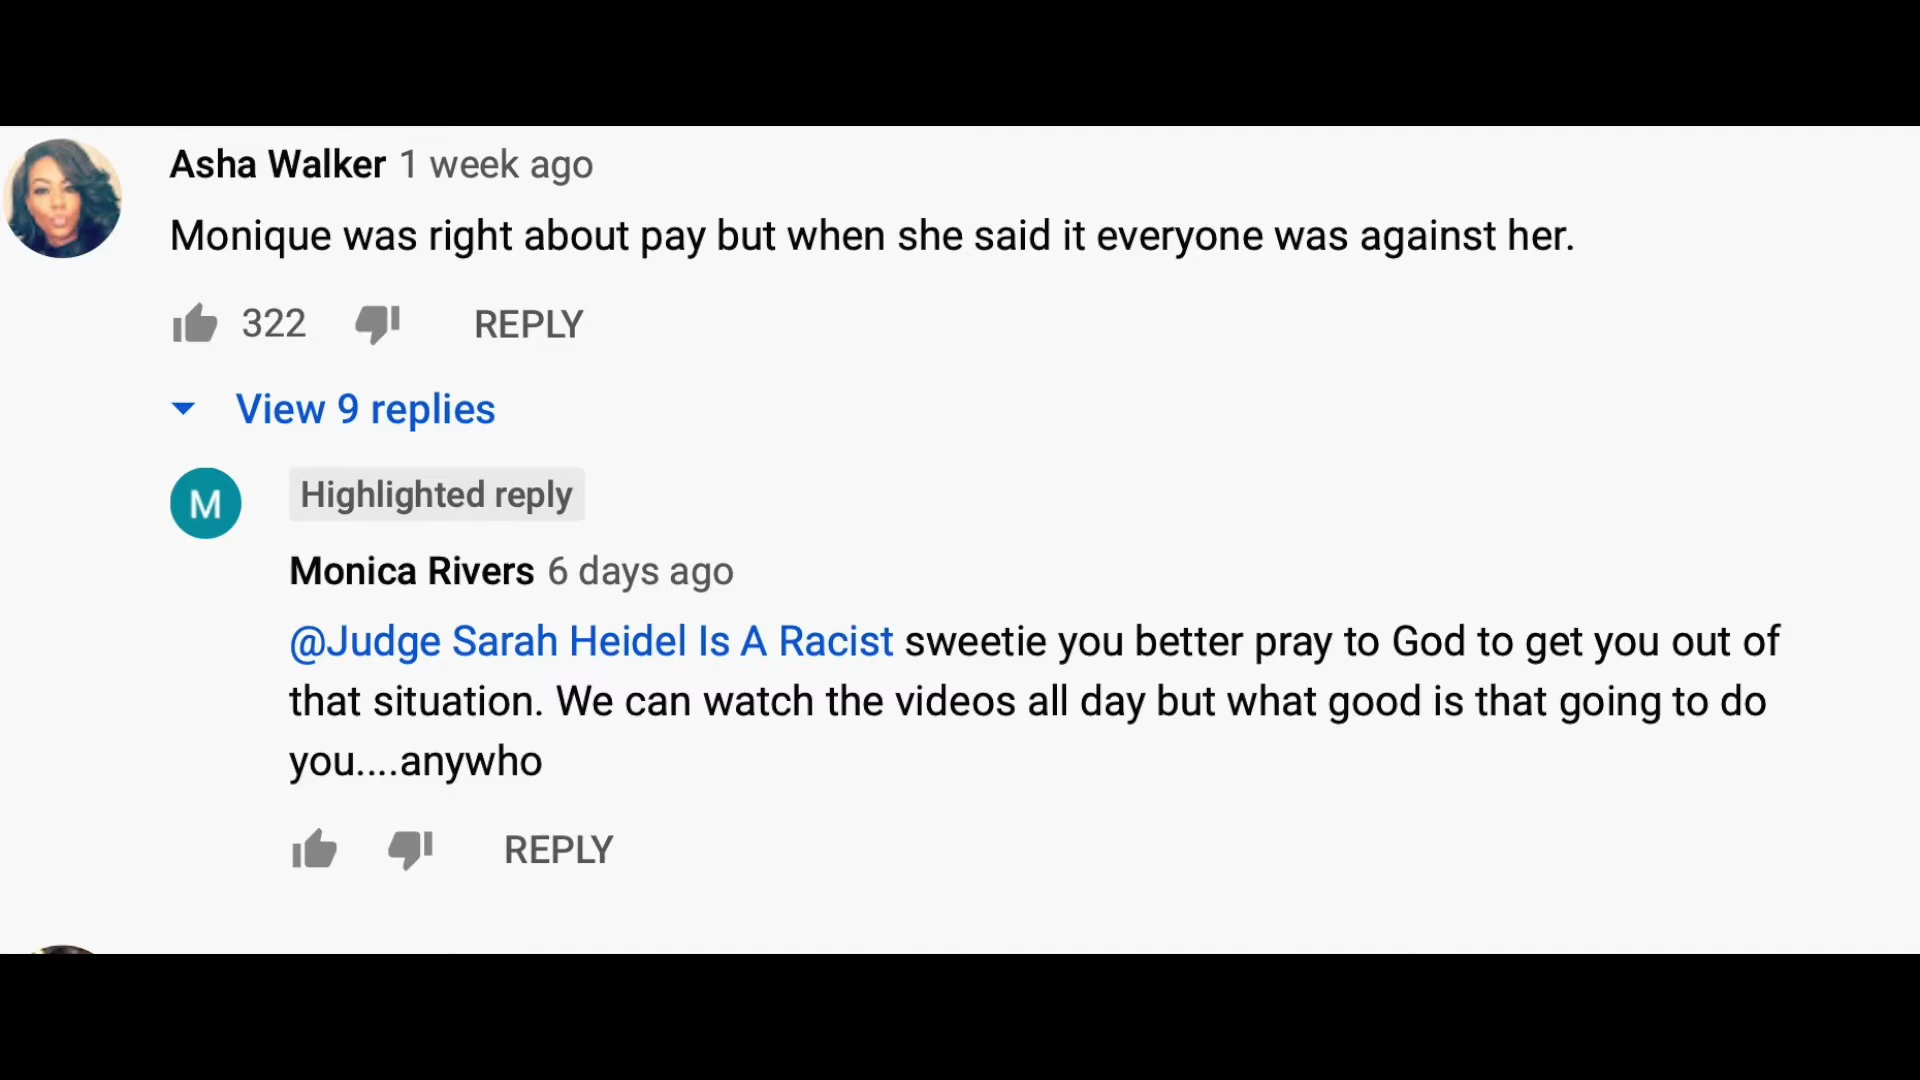 Asha Walker 1 week ago
Monique was right about pay but when she said it everyone was against her.
322 REPLY
View 9 replies
M
Highlighted reply
Monica Rivers 6 days ago
@Judge Sarah Heidel Is A Racist sweetie you better pray to God to get you out of
that situation. We can watch the videos all day but what good is that going to do
you....anywho
REPLY